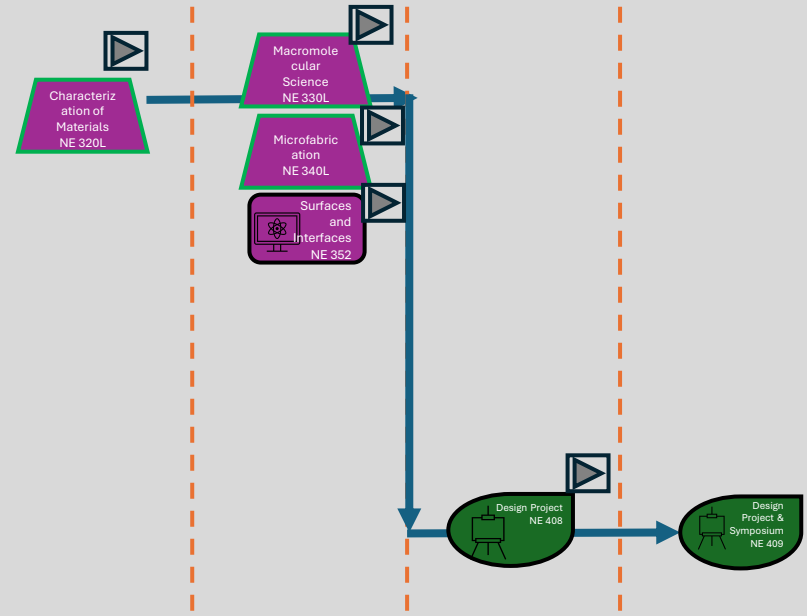 Characteriz
ation of
Materials
NE 320L
Macromole
cular
Science
NE 330L
Microfabric
ation
NE 340L
Surfaces
and
Interfaces
NE 352
Design Project
NE 408
Design
Project &
Symposium
NE 409